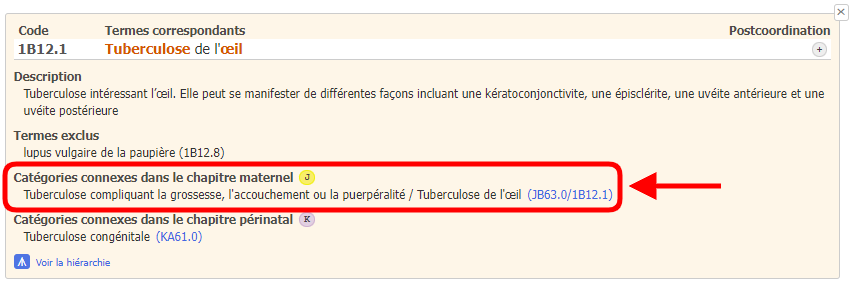 Code Termes correspondants Postcoordination
1B12.1 Tuberculose de l'œil +
Description
Tuberculose intéressant l’œil. Elle peut se manifester de différentes façons incluant une kératoconjonctivite, une épisclérite, une uvéite antérieure et une
uvéite postérieure
Termes exclus
lupus vulgaire de la paupière (1B12.8)
Catégories connexes dans le chapitre maternel J
Tuberculose compliquant la grossesse, l'accouchement ou la puerpéralité / Tuberculose de l'œil (JB63.0/1B12.1)
Catégories connexes dans le chapitre périnatal K
Tuberculose congénitale (KA61.0)
Voir la hiérarchie